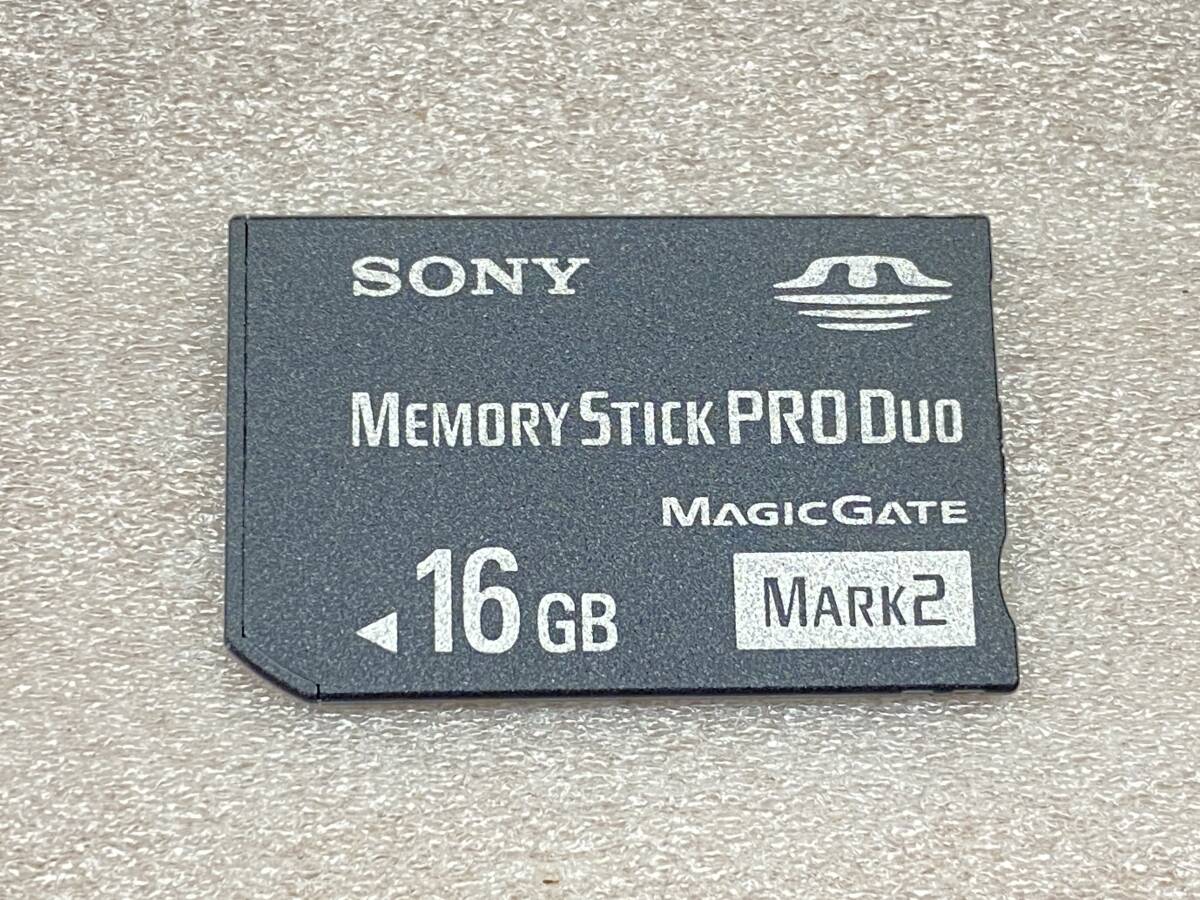 SONY
MEMORY STICK PRO DUO
MAGICGATE
16 GB
MARK2